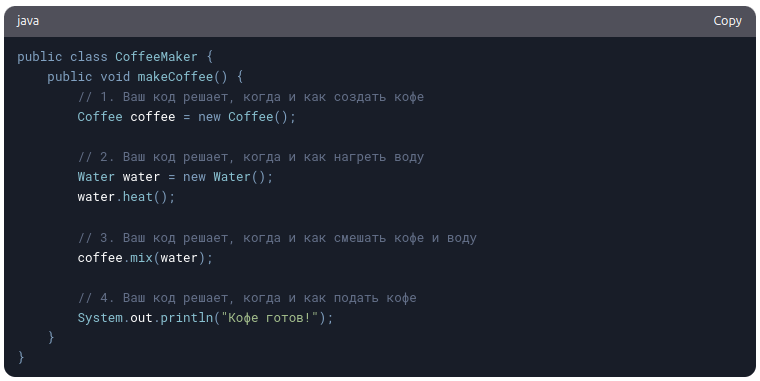 java
Copy
public class CoffeeMaker {
    public void makeCoffee() {
        // 1. Ваш код решает, когда и как создать кофе
        Coffee coffee = new Coffee();

        // 2. Ваш код решает, когда и как нагреть воду
        Water water = new Water();
        water.heat();

        // 3. Ваш код решает, когда и как смешать кофе и воду
        coffee.mix(water);

        // 4. Ваш код решает, когда и как подать кофе
        System.out.println("Кофе готов!");
    }
}